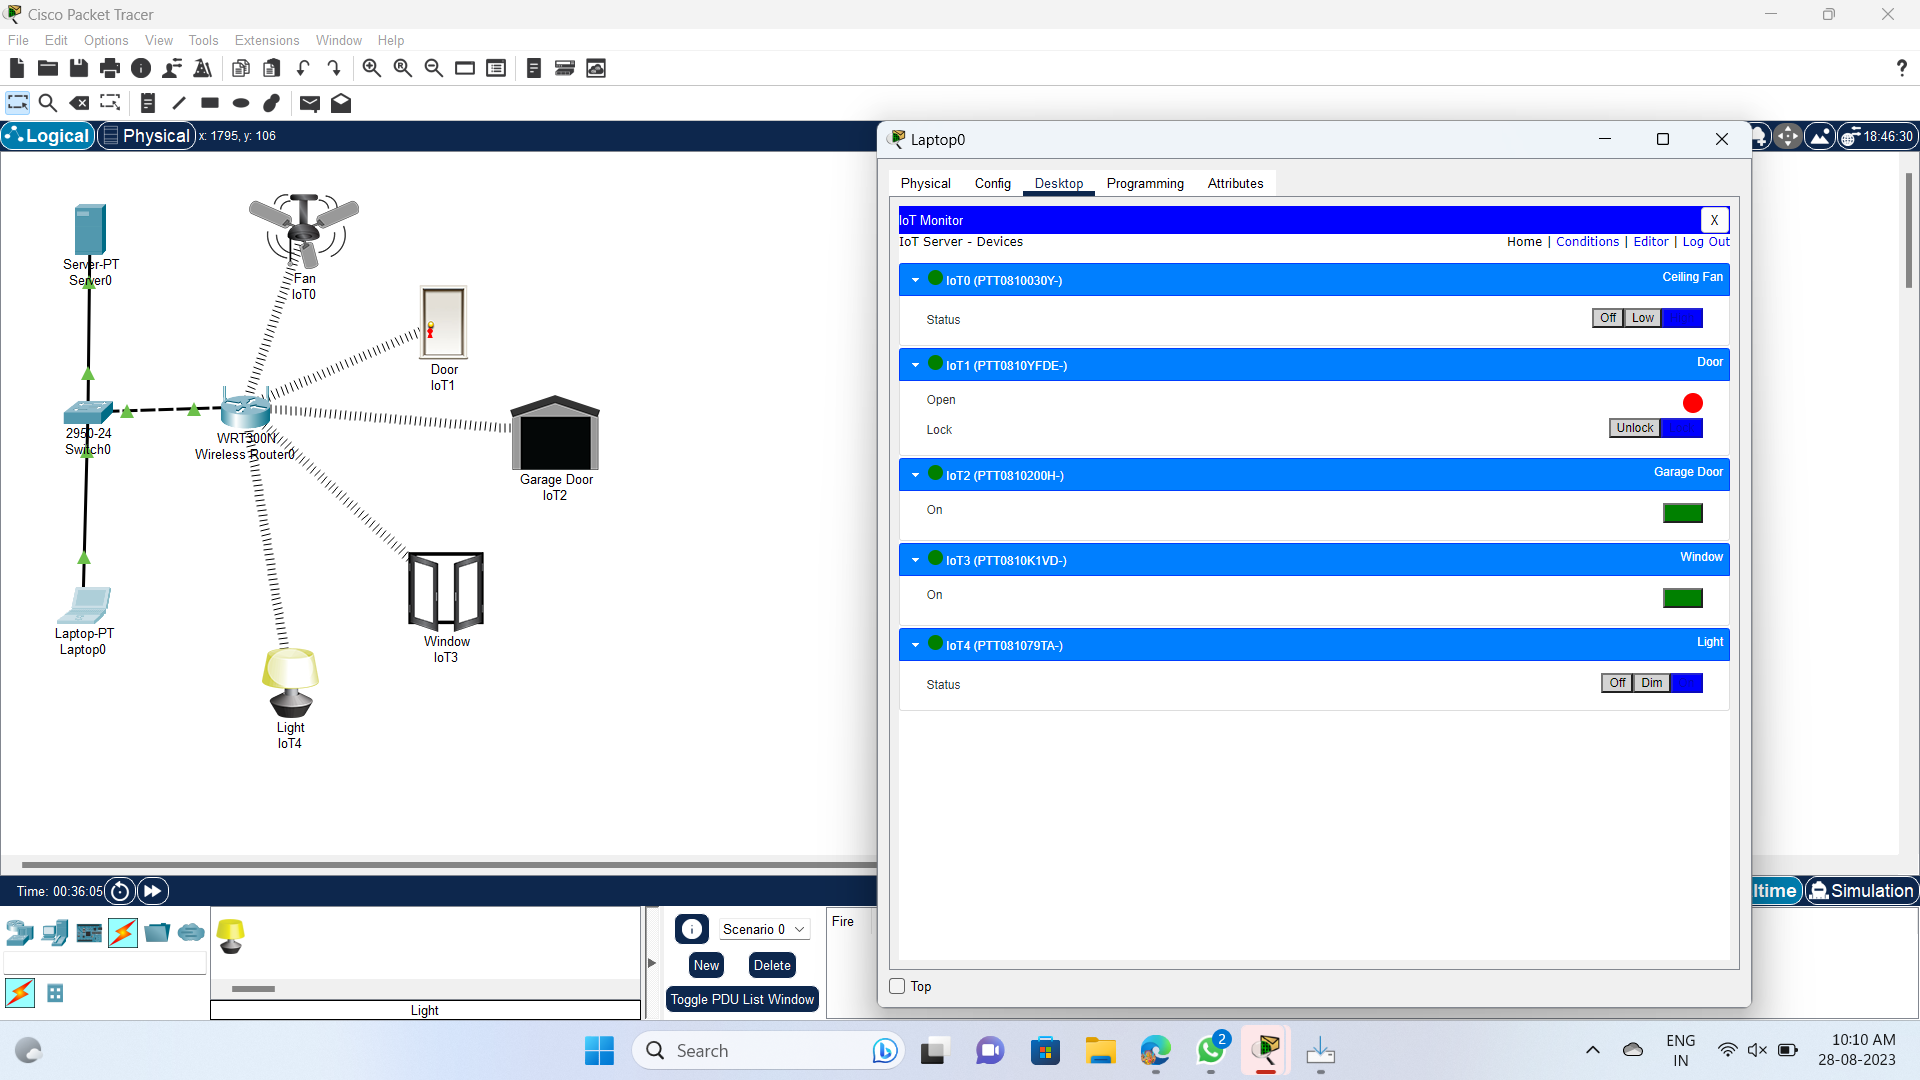 Cisco Packet Tracer
File Edit Options View Tools Extensions Window Help
?
Logical Physical x: 1795, y: 106
18:46:30
Server-PT
Server0
Fan
IoT0
Door
IoT1
2950-24
Switch0
WRT300N
Wireless Router0
Garage Door
IoT2
Window
IoT3
Laptop-PT
Laptop0
Light
IoT4
Laptop0
Physical Config Desktop Programming Attributes
IoT Monitor X
IoT Server - Devices Home | Conditions | Editor | Log Out
IoT0 (PTT0810030Y-) Ceiling Fan
Status Off Low
IoT1 (PTT0810YFDE-) Door
Open
Lock Unlock
IoT2 (PTT0810200H-) Garage Door
On
IoT3 (PTT0810K1VD-) Window
On
IoT4 (PTT081079TA-) Light
Status Off Dim
Top
Time: 00:36:05
ltime Simulation
Light
Scenario 0
New Delete
Toggle PDU List Window
Fire
Search
2
ENG
IN
10:10 AM
28-08-2023